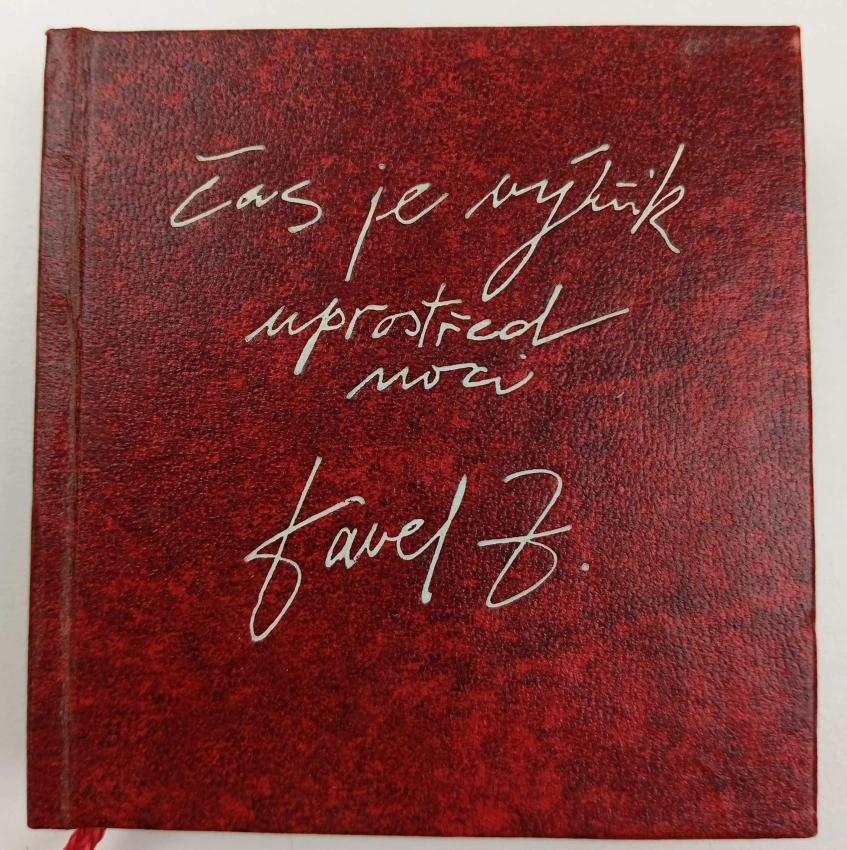 čas je výkřik
uprostřed
noci
Pavel Z.